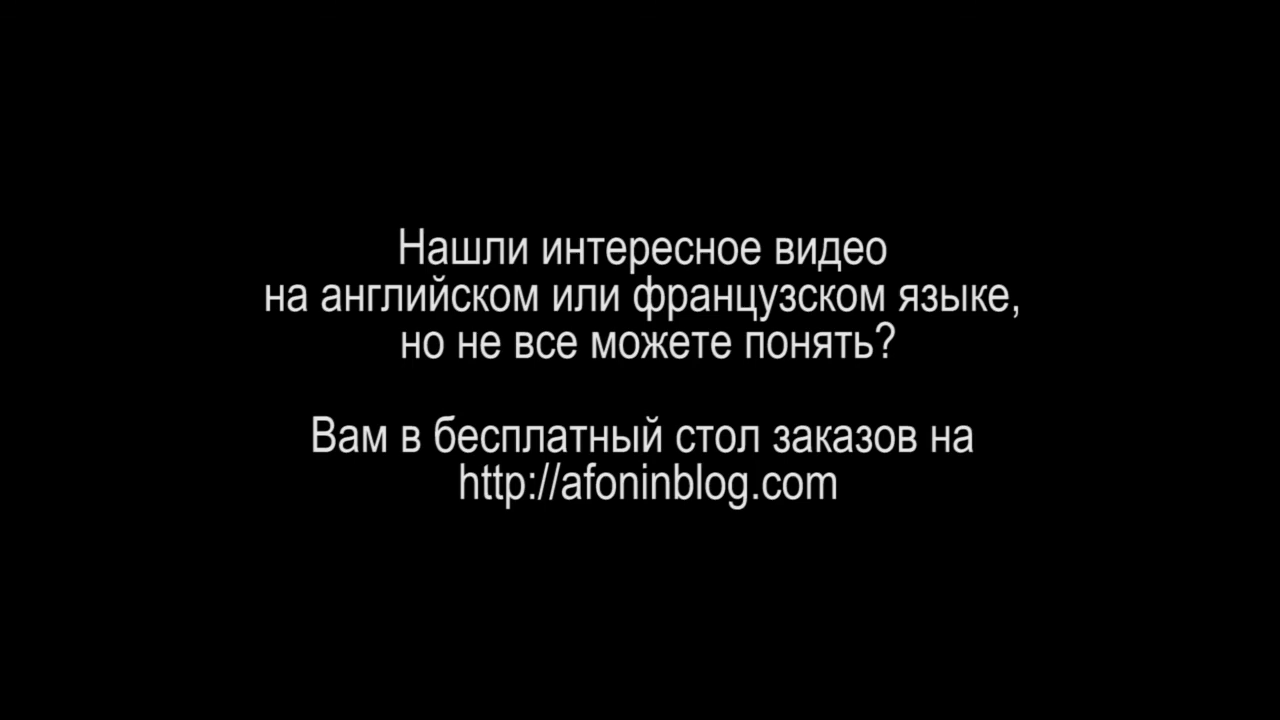 Нашли интересное видео
на английском или французском языке,
но не все можете понять?
Вам в бесплатный стол заказов на
http://afoninblog.com